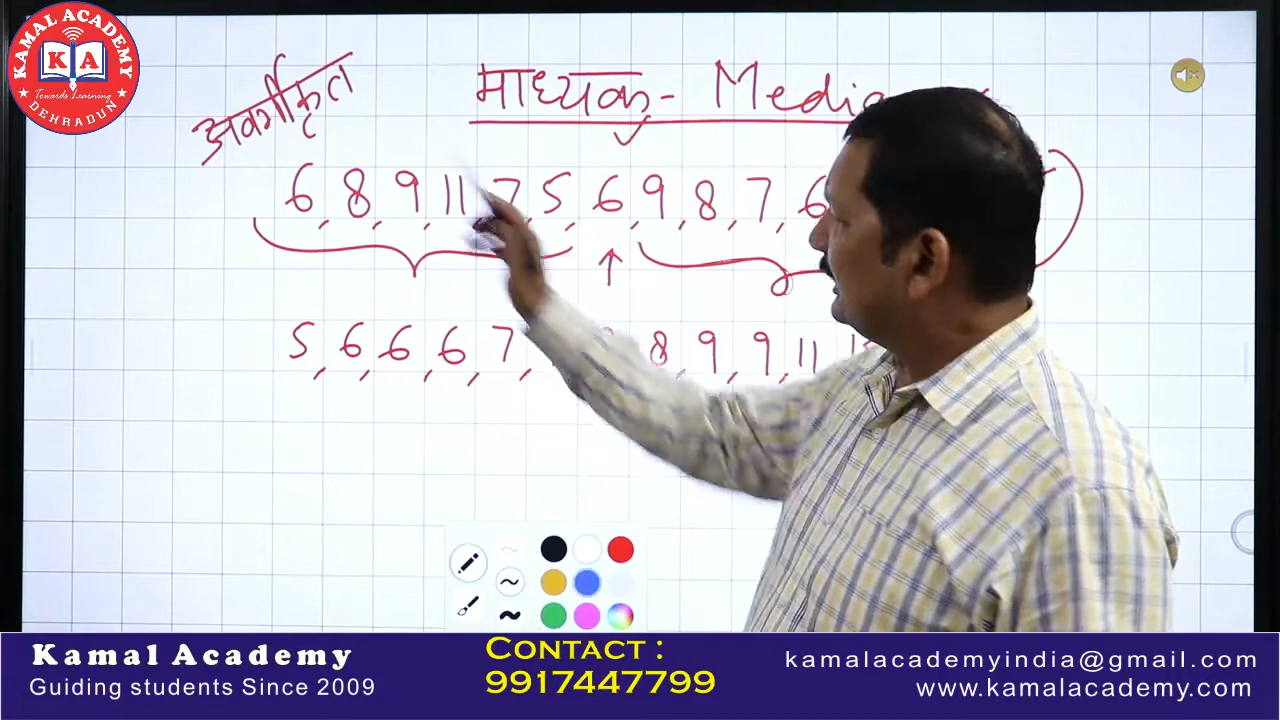 KAMAL ACADEMY
K A
Towards Learning
DEHRADUN
अवर्गीकृत
माध्यक - Media
6, 8, 9, 11, 7, 5, 6, 9, 8, 7, 6
5, 6, 6, 6, 7, 8, 9, 9, 11
Kamal Academy
Guiding students Since 2009
CONTACT :
9917447799
kamalacademyindia@gmail.com
www.kamalacademy.com